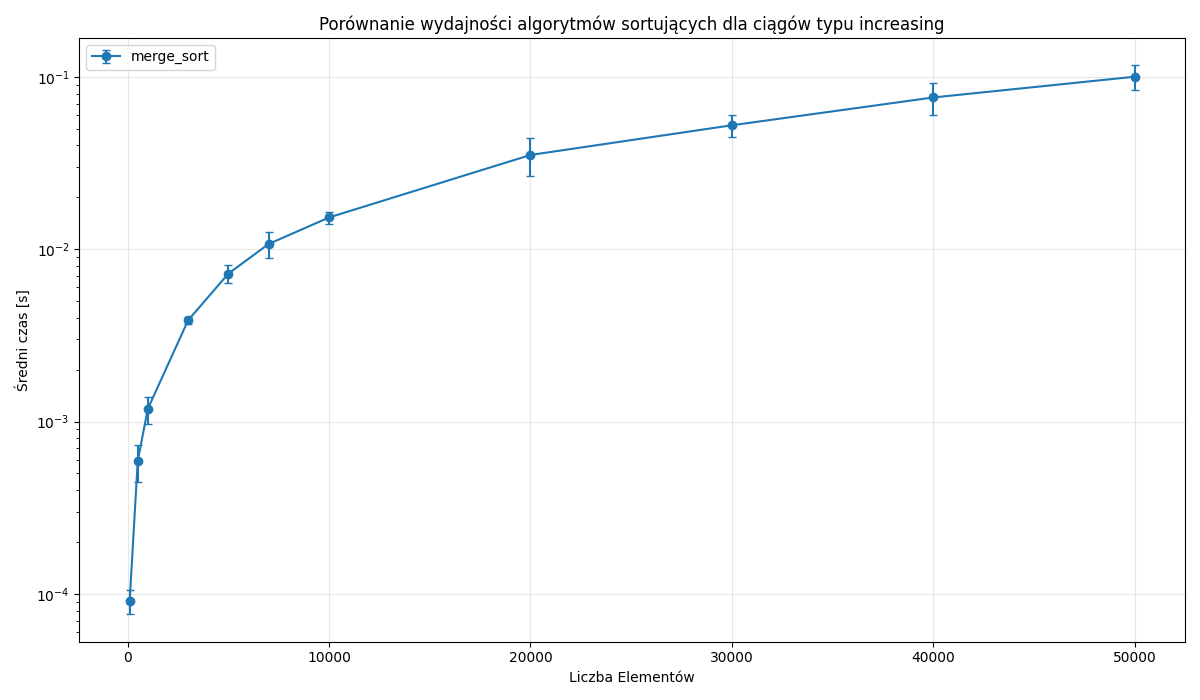 Porównanie wydajności algorytmów sortujących dla ciągów typu increasing
merge_sort
Średni czas [s]
10⁻¹
10⁻²
10⁻³
10⁻⁴
0 10000 20000 30000 40000 50000
Liczba Elementów